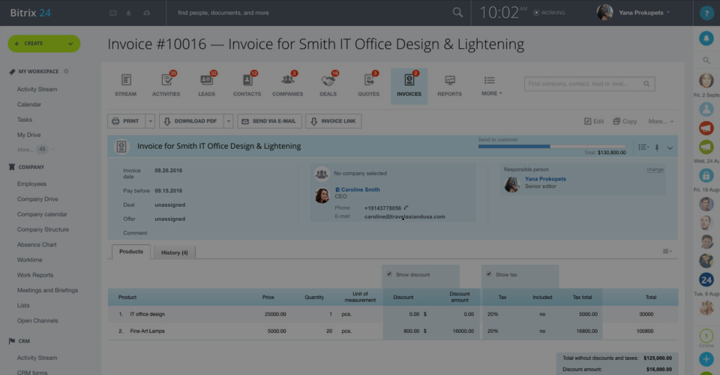 Bitrix 24
find people, documents, and more
10:02 AM
WORKING
Yana Prokopets
?
+ CREATE
Invoice #10016 — Invoice for Smith IT Office Design & Lightening
MY WORKSPACE
Activity Stream
Calendar
Tasks
My Drive
More...
COMPANY
Employees
Company Drive
Company calendar
Company Structure
Absence Chart
Worktime
Work Reports
Meetings and Briefings
Lists
Open Channels
CRM
Activity Stream
CRM forms
STREAM
ACTIVITIES
LEADS
CONTACTS
COMPANIES
DEALS
QUOTES
INVOICES
REPORTS
MORE
Find company, contact, lead or deal...
PRINT
DOWNLOAD PDF
SEND VIA E-MAIL
INVOICE LINK
Edit
Copy
More...
Invoice for Smith IT Office Design & Lightening
Send to customer
Total: $130,800.00
Invoice date 08.26.2016
Pay before 09.15.2016
Deal unassigned
Offer unassigned
Comment
No company selected
Caroline Smith
CEO
Phone +19143778056
E-mail caroline@travelaxlandusa.com
Responsible person
change
Yana Prokopets
Senior editor
Products
History (4)
Show discount
Show tax
Product Price Quantity Unit of measurement Discount Discount amount Tax Included Tax total Total
1. IT office design 25000.00 1 pcs. 0.00 $ 0.00 20% no 5000.00 30000
2. Fine Art Lamps 5000.00 20 pcs. 800.00 $ 16000.00 20% no 16800.00 100800
Total without discounts and taxes: $125,000.00
Discount amount: $16,000.00
24